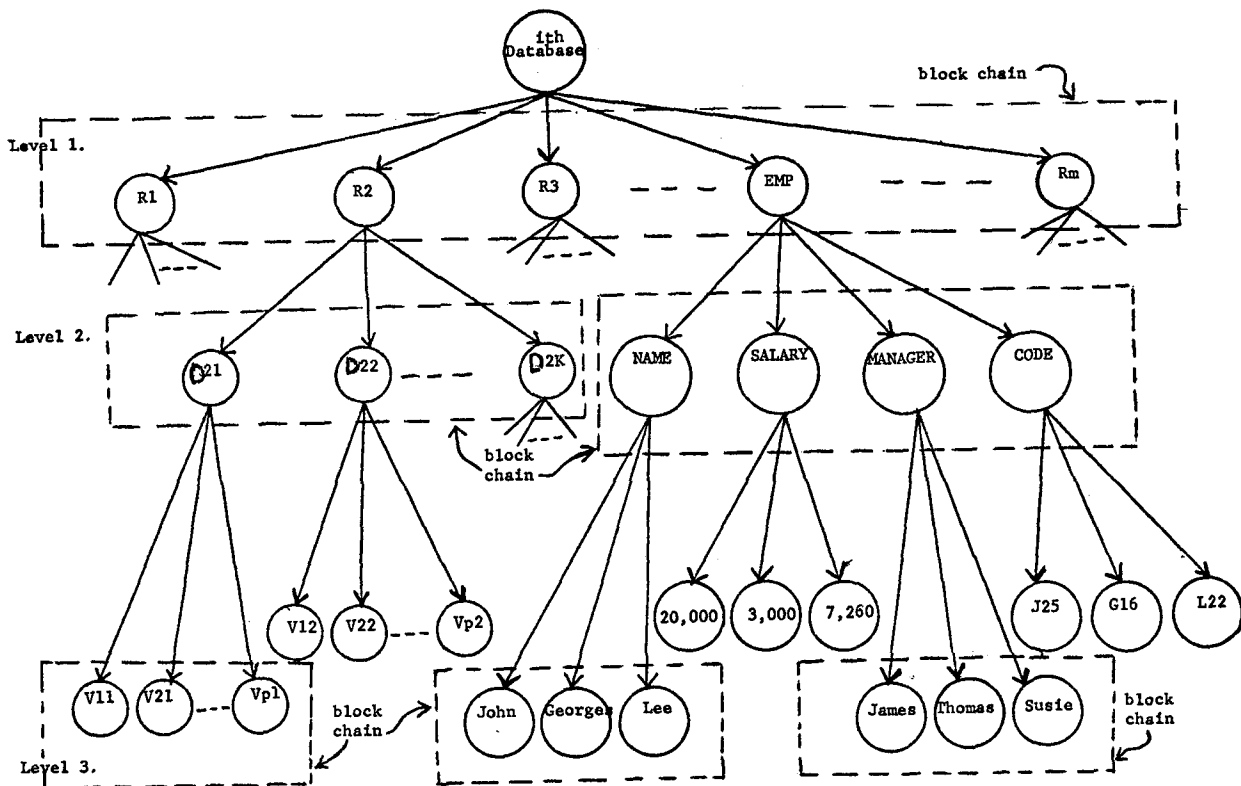 ith
Database
block chain
Level 1.
R1
R2
R3
EMP
Rm
Level 2.
D21
D22
D2K
NAME
SALARY
MANAGER
CODE
block
chain
V12
V22
Vp2
20,000
3,000
7,260
J25
G16
L22
Level 3.
V11
V21
Vp1
block
chain
John
Georges
Lee
James
Thomas
Susie
block
chain